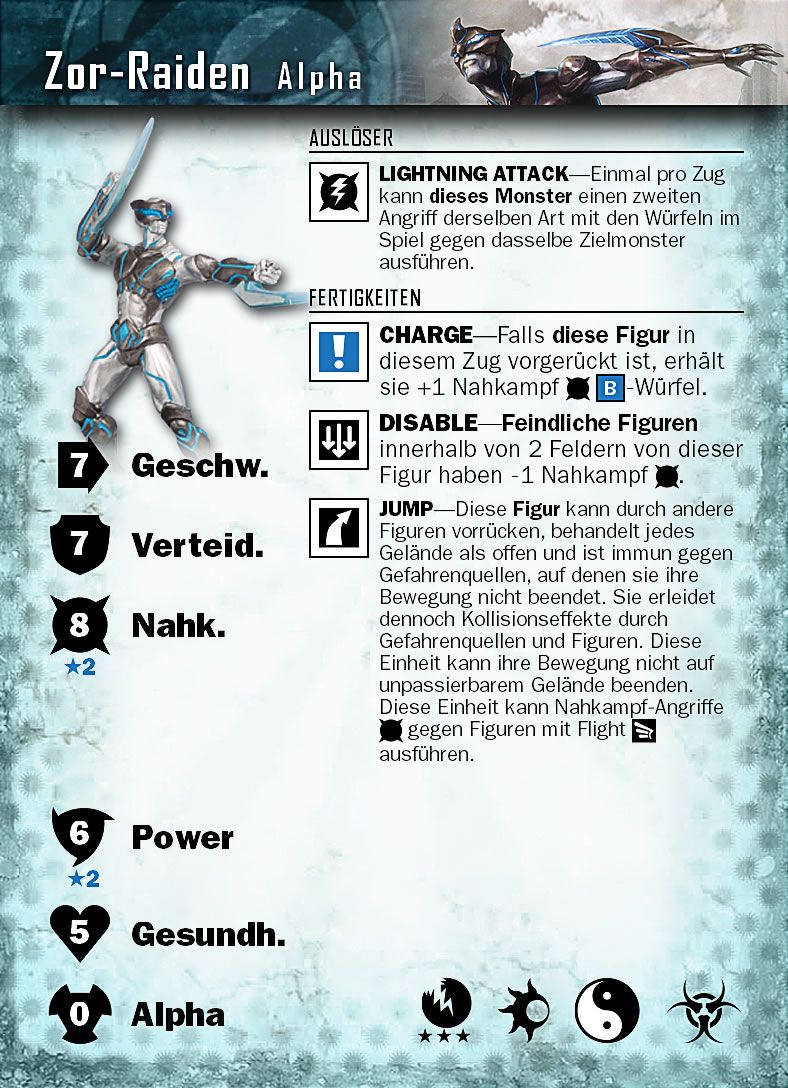 Zor-Raiden Alpha
AUSLÖSER
LIGHTNING ATTACK—Einmal pro Zug
kann dieses Monster einen zweiten
Angriff derselben Art mit den Würfeln im
Spiel gegen dasselbe Zielmonster
ausführen.
FERTIGKEITEN
CHARGE—Falls diese Figur in
diesem Zug vorgerückt ist, erhält
sie +1 Nahkampf B-Würfel.
DISABLE—Feindliche Figuren
innerhalb von 2 Feldern von dieser
Figur haben -1 Nahkampf .
JUMP—Diese Figur kann durch andere
Figuren vorrücken, behandelt jedes
Gelände als offen und ist immun gegen
Gefahrenquellen, auf denen sie ihre
Bewegung nicht beendet. Sie erleidet
dennoch Kollisionseffekte durch
Gefahrenquellen und Figuren. Diese
Einheit kann ihre Bewegung nicht auf
unpassierbarem Gelände beenden.
Diese Einheit kann Nahkampf-Angriffe
gegen Figuren mit Flight
ausführen.
7 Geschw.
7 Verteid.
8 Nahk.
★2
6 Power
★2
5 Gesundh.
0 Alpha
★★★